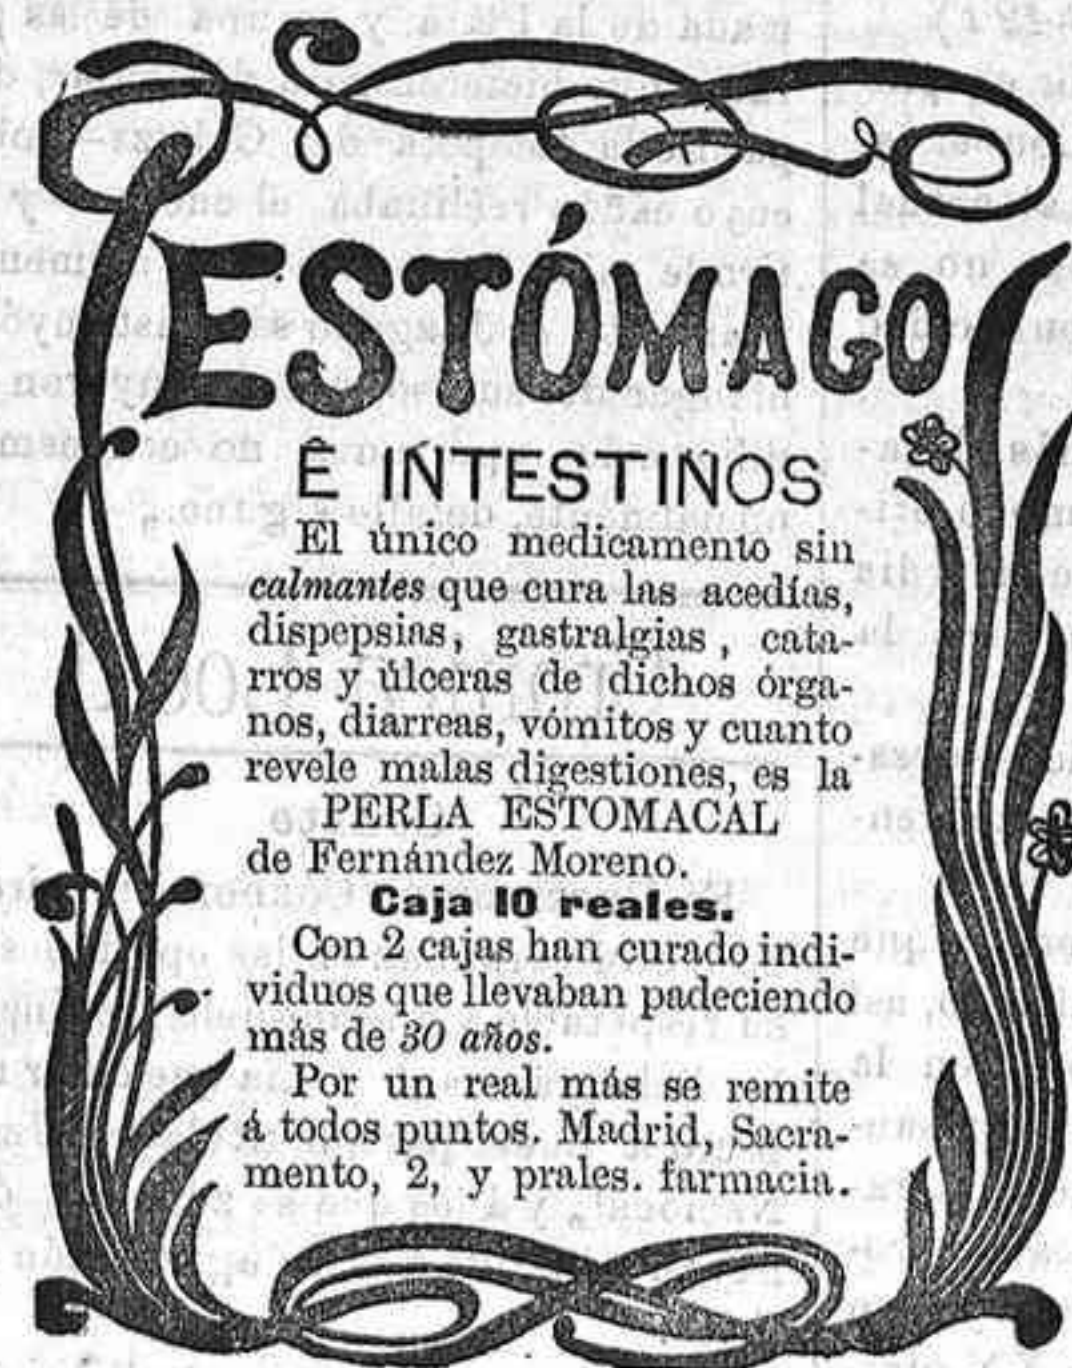 ESTÓMAGO
Ê INTESTINOS
El único medicamento sin
calmantes que cura las acedías,
dispepsias, gastralgias, cata-
rros y úlceras de dichos órga-
nos, diarreas, vómitos y cuanto
revele malas digestiones, es la
PERLA ESTOMACAL
de Fernández Moreno.
Caja 10 reales.
Con 2 cajas han curado indi-
viduos que llevaban padeciendo
más de 30 años.
Por un real más se remite
á todos puntos. Madrid, Sacra-
mento, 2, y prales. farmacia.